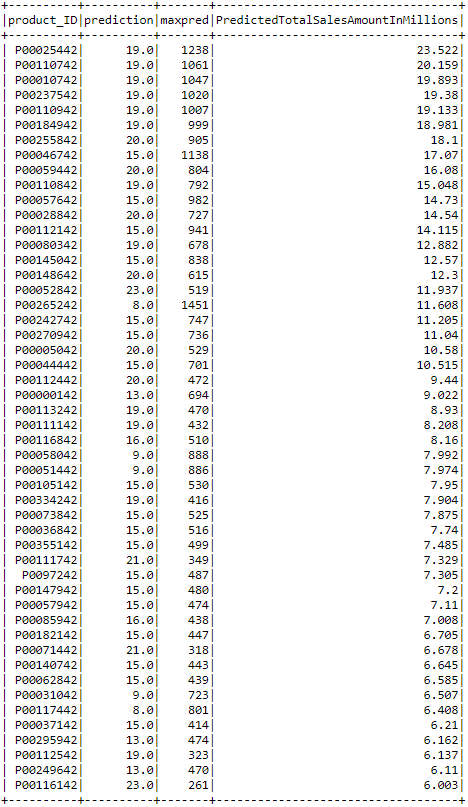 +----------+----------+-------+----------------------------------+
|product_ID|prediction|maxpred|PredictedTotalSalesAmountInMillions|
+----------+----------+-------+----------------------------------+
| P00025442| 19.0| 1238| 23.522|
| P00110742| 19.0| 1061| 20.159|
| P00010742| 19.0| 1047| 19.893|
| P00237542| 19.0| 1020| 19.38|
| P00110942| 19.0| 1007| 19.133|
| P00184942| 19.0| 999| 18.981|
| P00255842| 20.0| 905| 18.1|
| P00046742| 15.0| 1138| 17.07|
| P00059442| 20.0| 804| 16.08|
| P00110842| 19.0| 792| 15.048|
| P00057642| 15.0| 982| 14.73|
| P00028842| 20.0| 727| 14.54|
| P00112142| 15.0| 941| 14.115|
| P00080342| 19.0| 678| 12.882|
| P00145042| 15.0| 838| 12.57|
| P00148642| 20.0| 615| 12.3|
| P00052842| 23.0| 519| 11.937|
| P00265242| 8.0| 1451| 11.608|
| P00242742| 15.0| 747| 11.205|
| P00270942| 15.0| 736| 11.04|
| P00005042| 20.0| 529| 10.58|
| P00044442| 15.0| 701| 10.515|
| P00112442| 20.0| 472| 9.44|
| P00000142| 13.0| 694| 9.022|
| P00113242| 19.0| 470| 8.93|
| P00111142| 19.0| 432| 8.208|
| P00116842| 16.0| 510| 8.16|
| P00058042| 9.0| 888| 7.992|
| P00051442| 9.0| 886| 7.974|
| P00105142| 15.0| 530| 7.95|
| P00334242| 19.0| 416| 7.904|
| P00073842| 15.0| 525| 7.875|
| P00036842| 15.0| 516| 7.74|
| P00355142| 15.0| 499| 7.485|
| P00111742| 21.0| 349| 7.329|
| P0097242| 15.0| 487| 7.305|
| P00147942| 15.0| 480| 7.2|
| P00057942| 15.0| 474| 7.11|
| P00085942| 16.0| 438| 7.008|
| P00182142| 15.0| 447| 6.705|
| P00071442| 21.0| 318| 6.678|
| P00140742| 15.0| 443| 6.645|
| P00062842| 15.0| 439| 6.585|
| P00031042| 9.0| 723| 6.507|
| P00117442| 8.0| 801| 6.408|
| P00037142| 15.0| 414| 6.21|
| P00295942| 13.0| 474| 6.162|
| P00112542| 19.0| 323| 6.137|
| P00249642| 13.0| 470| 6.11|
| P00116142| 23.0| 261| 6.003|
+----------+----------+-------+----------------------------------+